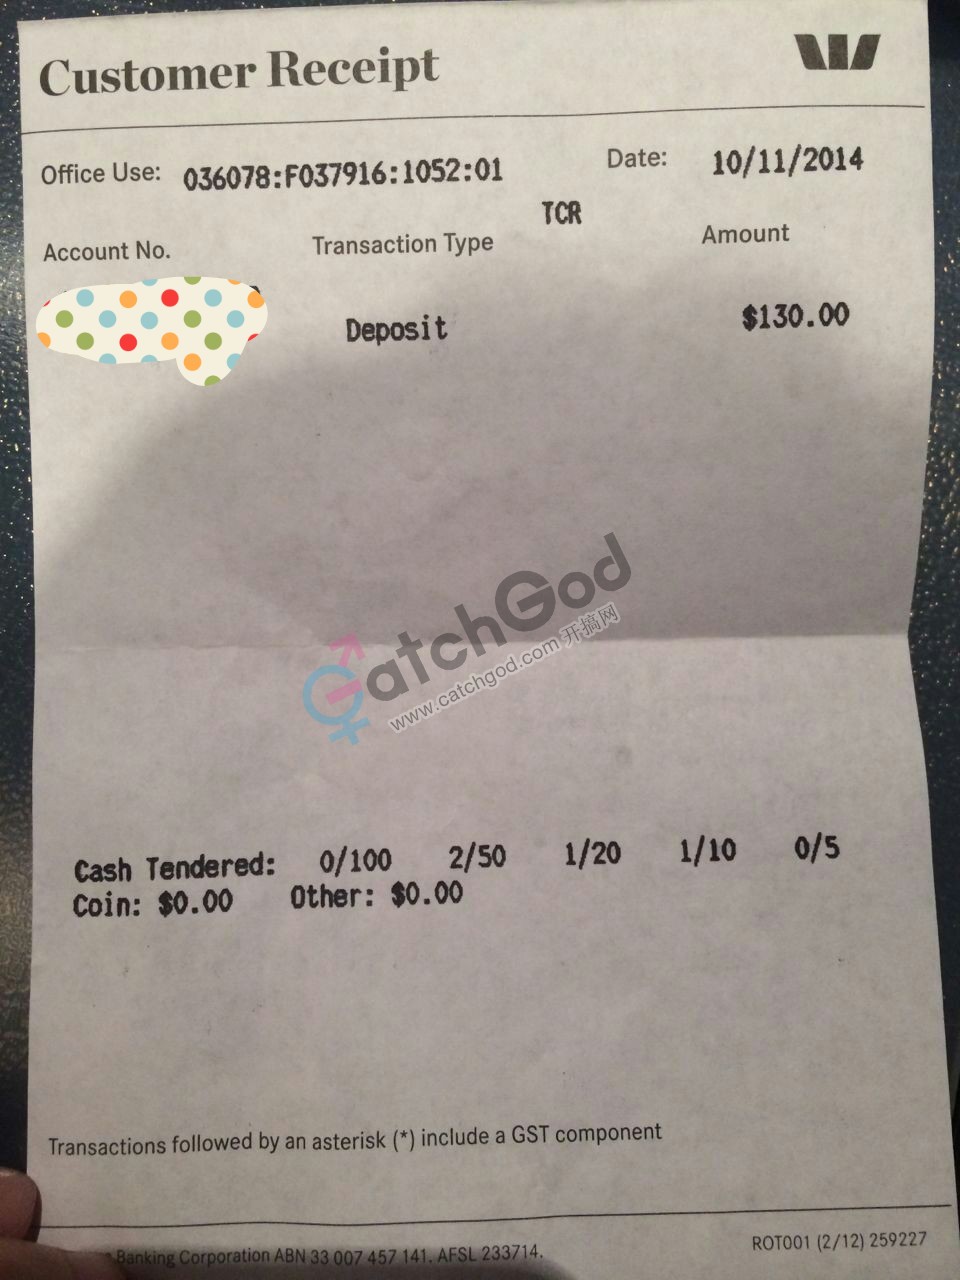 Customer Receipt
Office Use: 036078:F037916:1052:01 Date: 10/11/2014
TCR
Account No. Transaction Type Amount
Deposit $130.00
CatchGod
www.catchgod.com 开搞网
Cash Tendered: 0/100 2/50 1/20 1/10 0/5
Coin: $0.00 Other: $0.00
Transactions followed by an asterisk (*) include a GST component
Banking Corporation ABN 33 007 457 141. AFSL 233714.
ROT001 (2/12) 259227